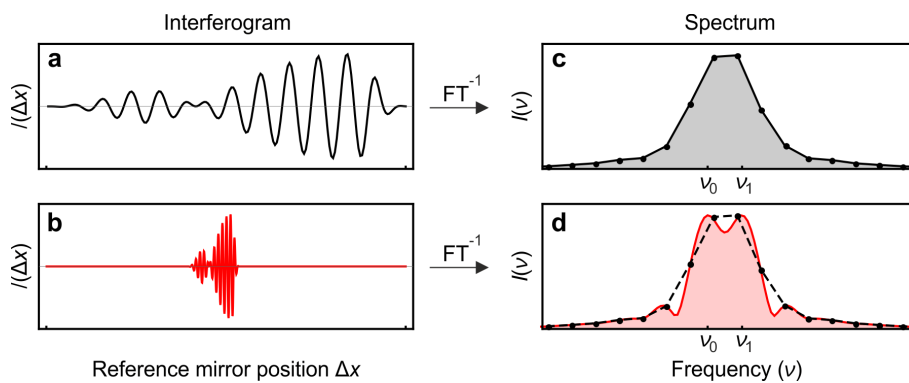 Interferogram
Spectrum
a
I(Δx)
FT⁻¹
c
I(ν)
ν₀ ν₁
b
I(Δx)
FT⁻¹
d
I(ν)
ν₀ ν₁
Reference mirror position Δx
Frequency (ν)